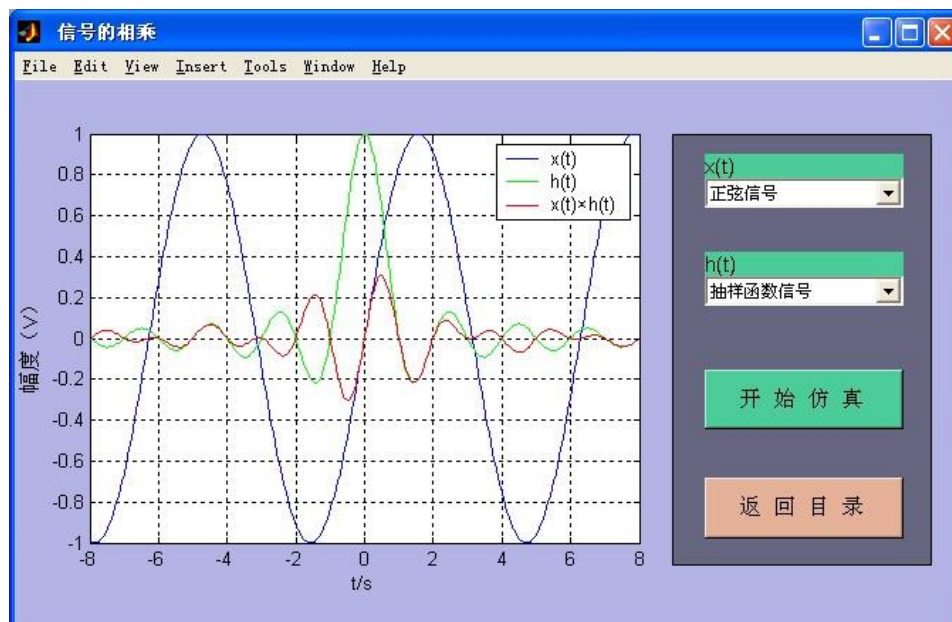 信号的相乘
File Edit View Insert Tools Window Help
1
0.8
0.6
0.4
0.2
0
-0.2
-0.4
-0.6
-0.8
-1
幅度（V）
-8 -6 -4 -2 0 2 4 6 8
t/s
x(t)
h(t)
x(t)×h(t)
x(t)
正弦信号
h(t)
抽样函数信号
开 始 仿 真
返 回 目 录